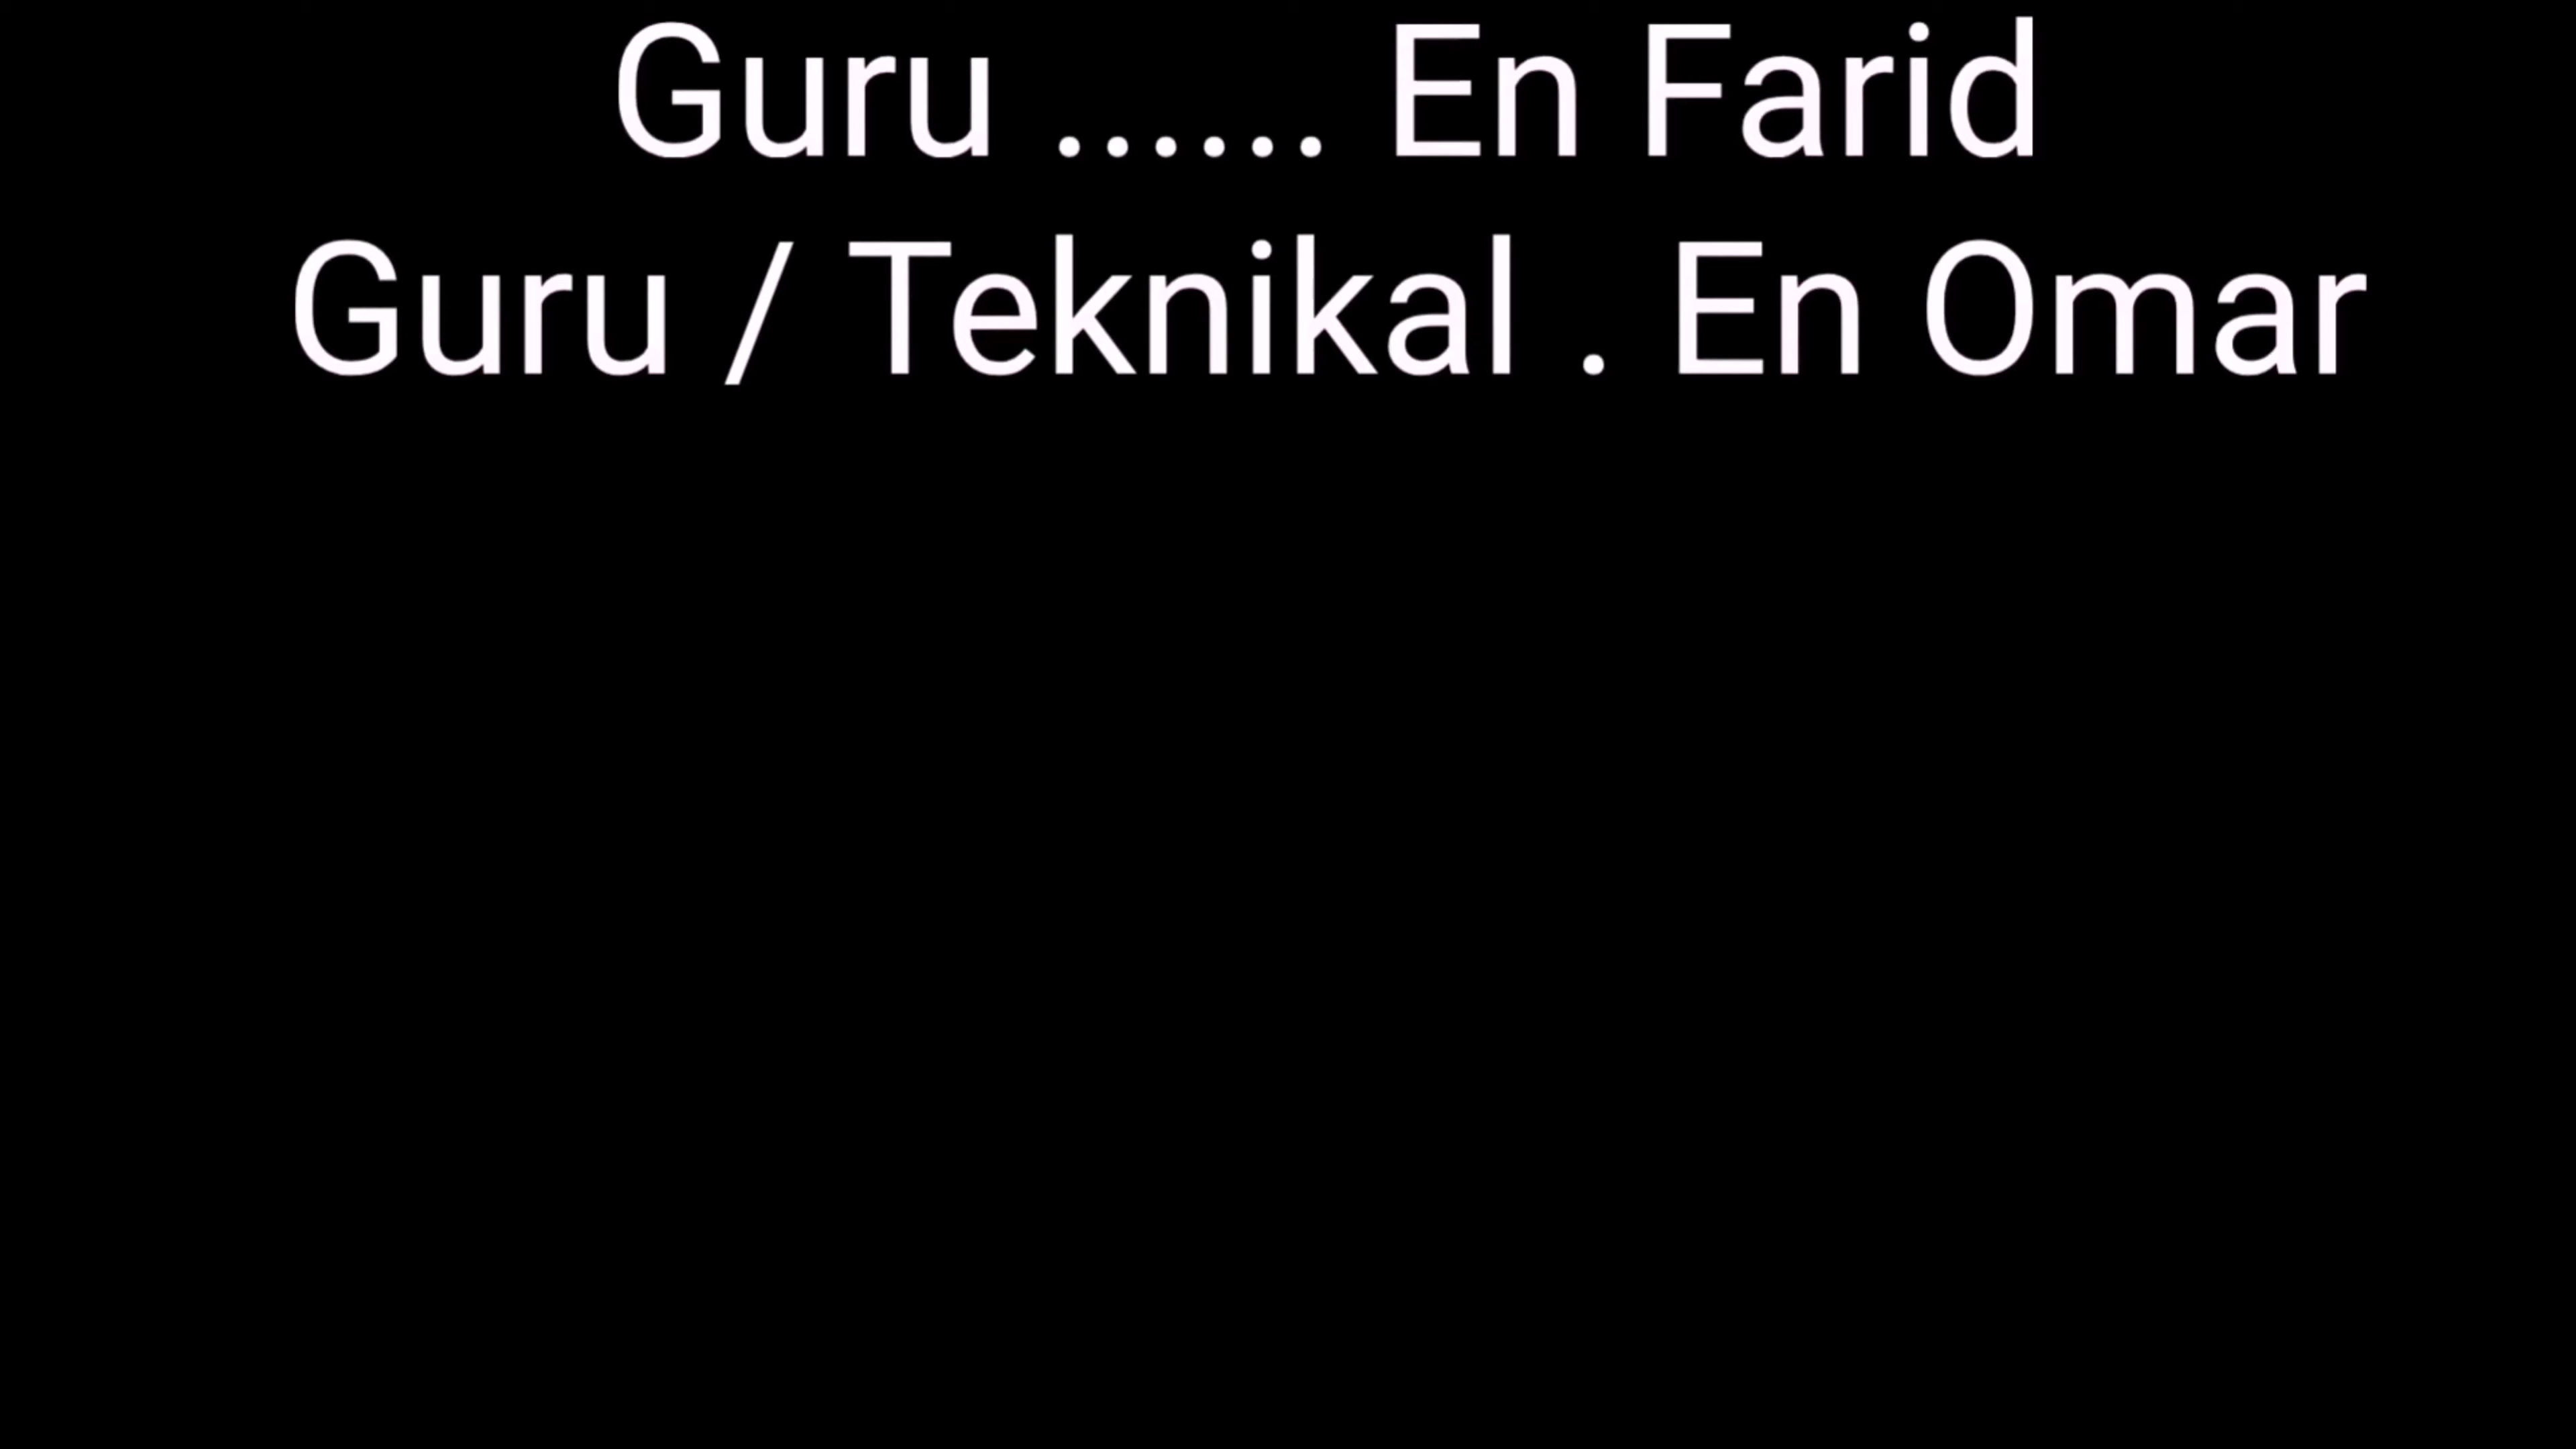 Guru ...... En Farid
Guru / Teknikal . En Omar